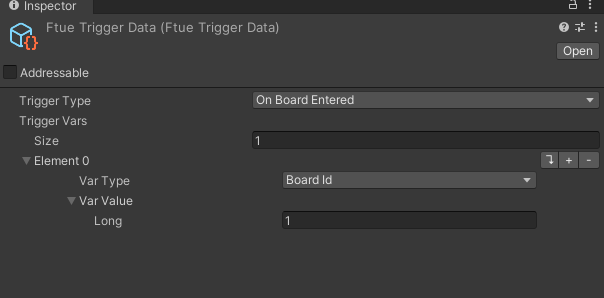 Inspector
Ftue Trigger Data (Ftue Trigger Data)
Open
Addressable
Trigger Type On Board Entered
Trigger Vars
Size 1
Element 0 + -
Var Type Board Id
Var Value
Long 1